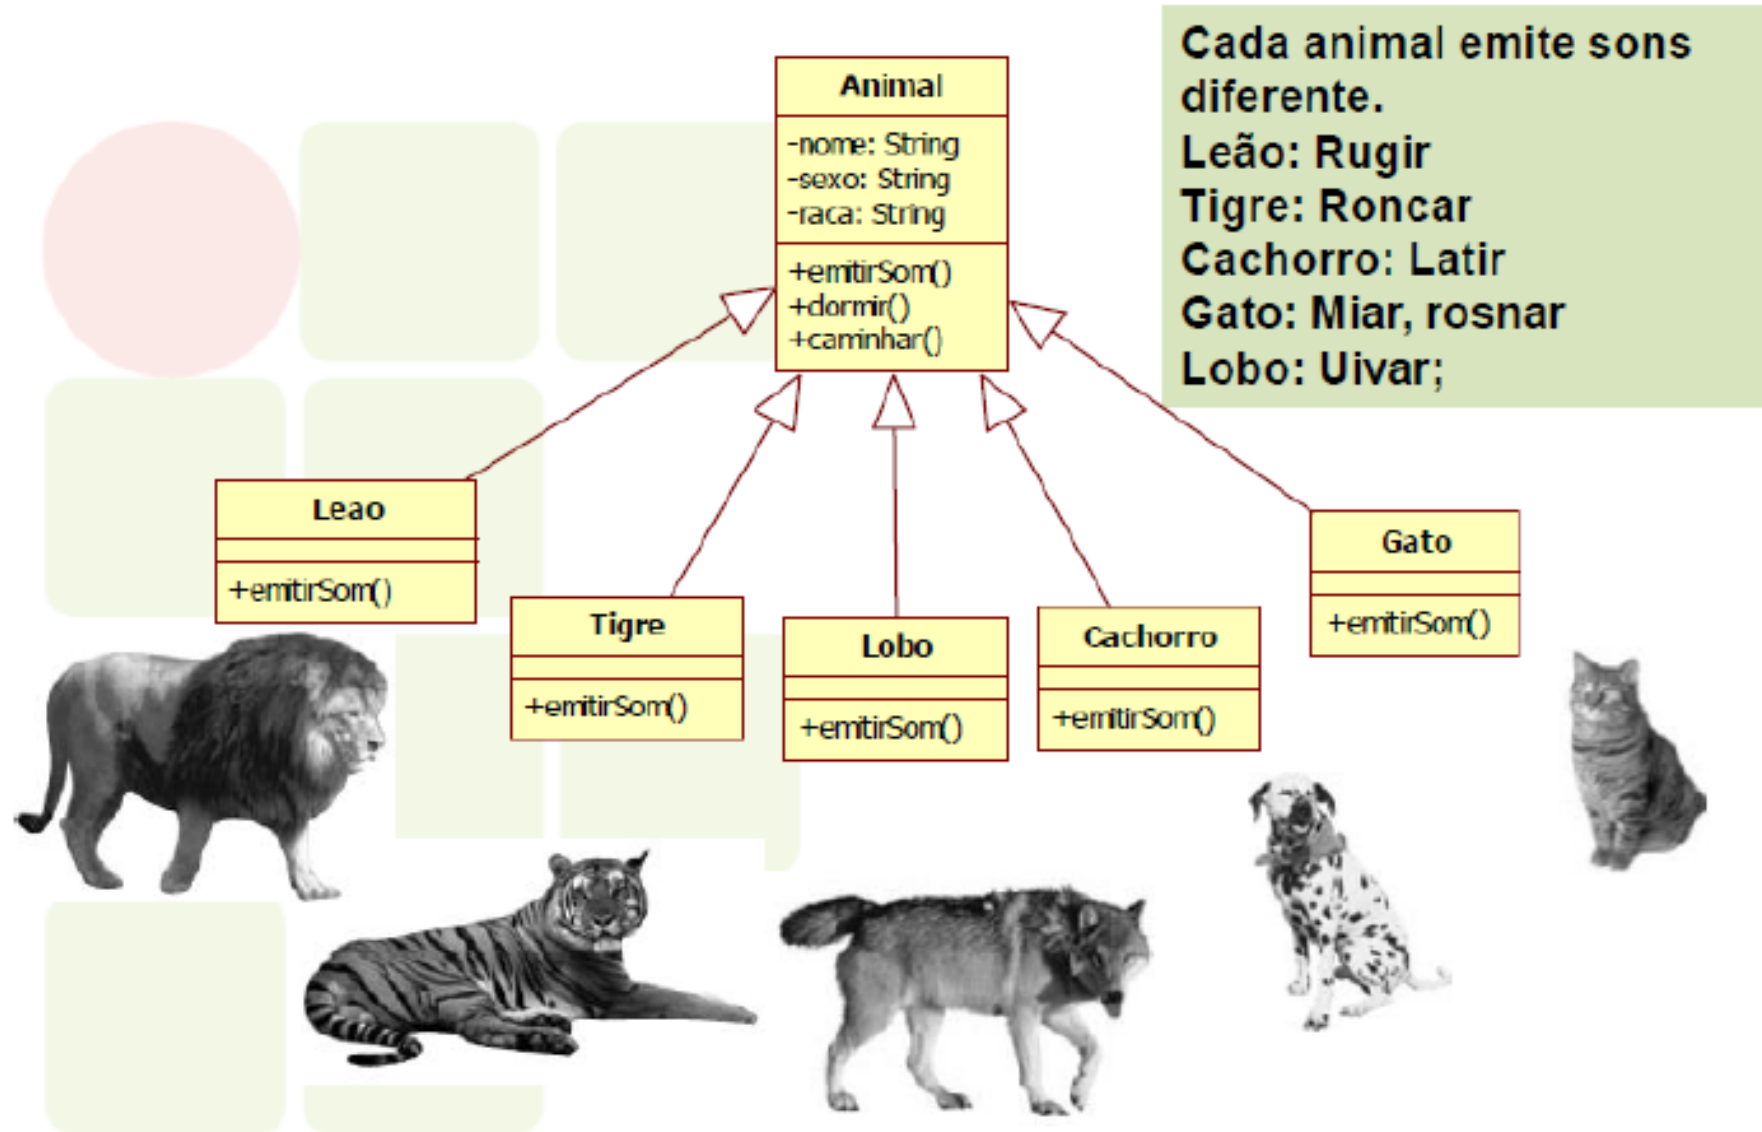 Cada animal emite sons
diferente.
Leão: Rugir
Tigre: Roncar
Cachorro: Latir
Gato: Miar, rosnar
Lobo: Uivar;
Animal
-nome: String
-sexo: String
-raca: String
+emitirSom()
+dormir()
+caminhar()
Leao
+emitirSom()
Tigre
+emitirSom()
Lobo
+emitirSom()
Cachorro
+emitirSom()
Gato
+emitirSom()